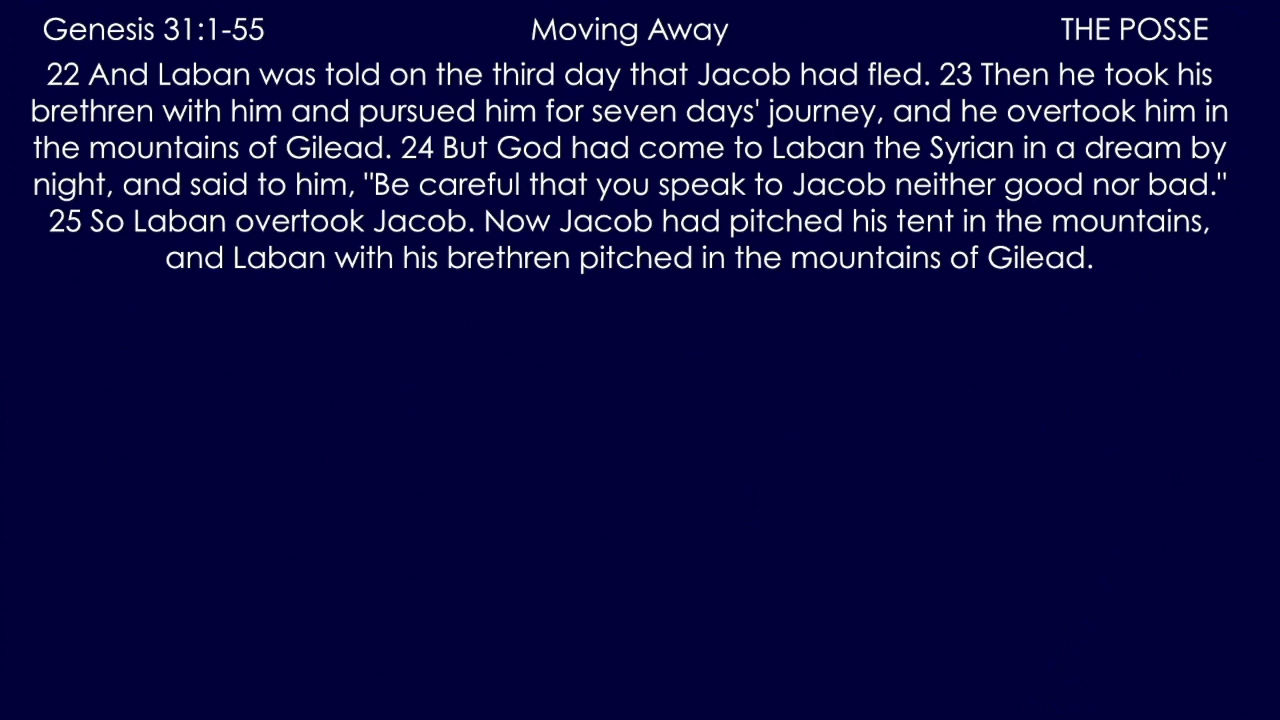 Genesis 31:1-55 Moving Away THE POSSE
22 And Laban was told on the third day that Jacob had fled. 23 Then he took his
brethren with him and pursued him for seven days' journey, and he overtook him in
the mountains of Gilead. 24 But God had come to Laban the Syrian in a dream by
night, and said to him, "Be careful that you speak to Jacob neither good nor bad."
25 So Laban overtook Jacob. Now Jacob had pitched his tent in the mountains,
and Laban with his brethren pitched in the mountains of Gilead.